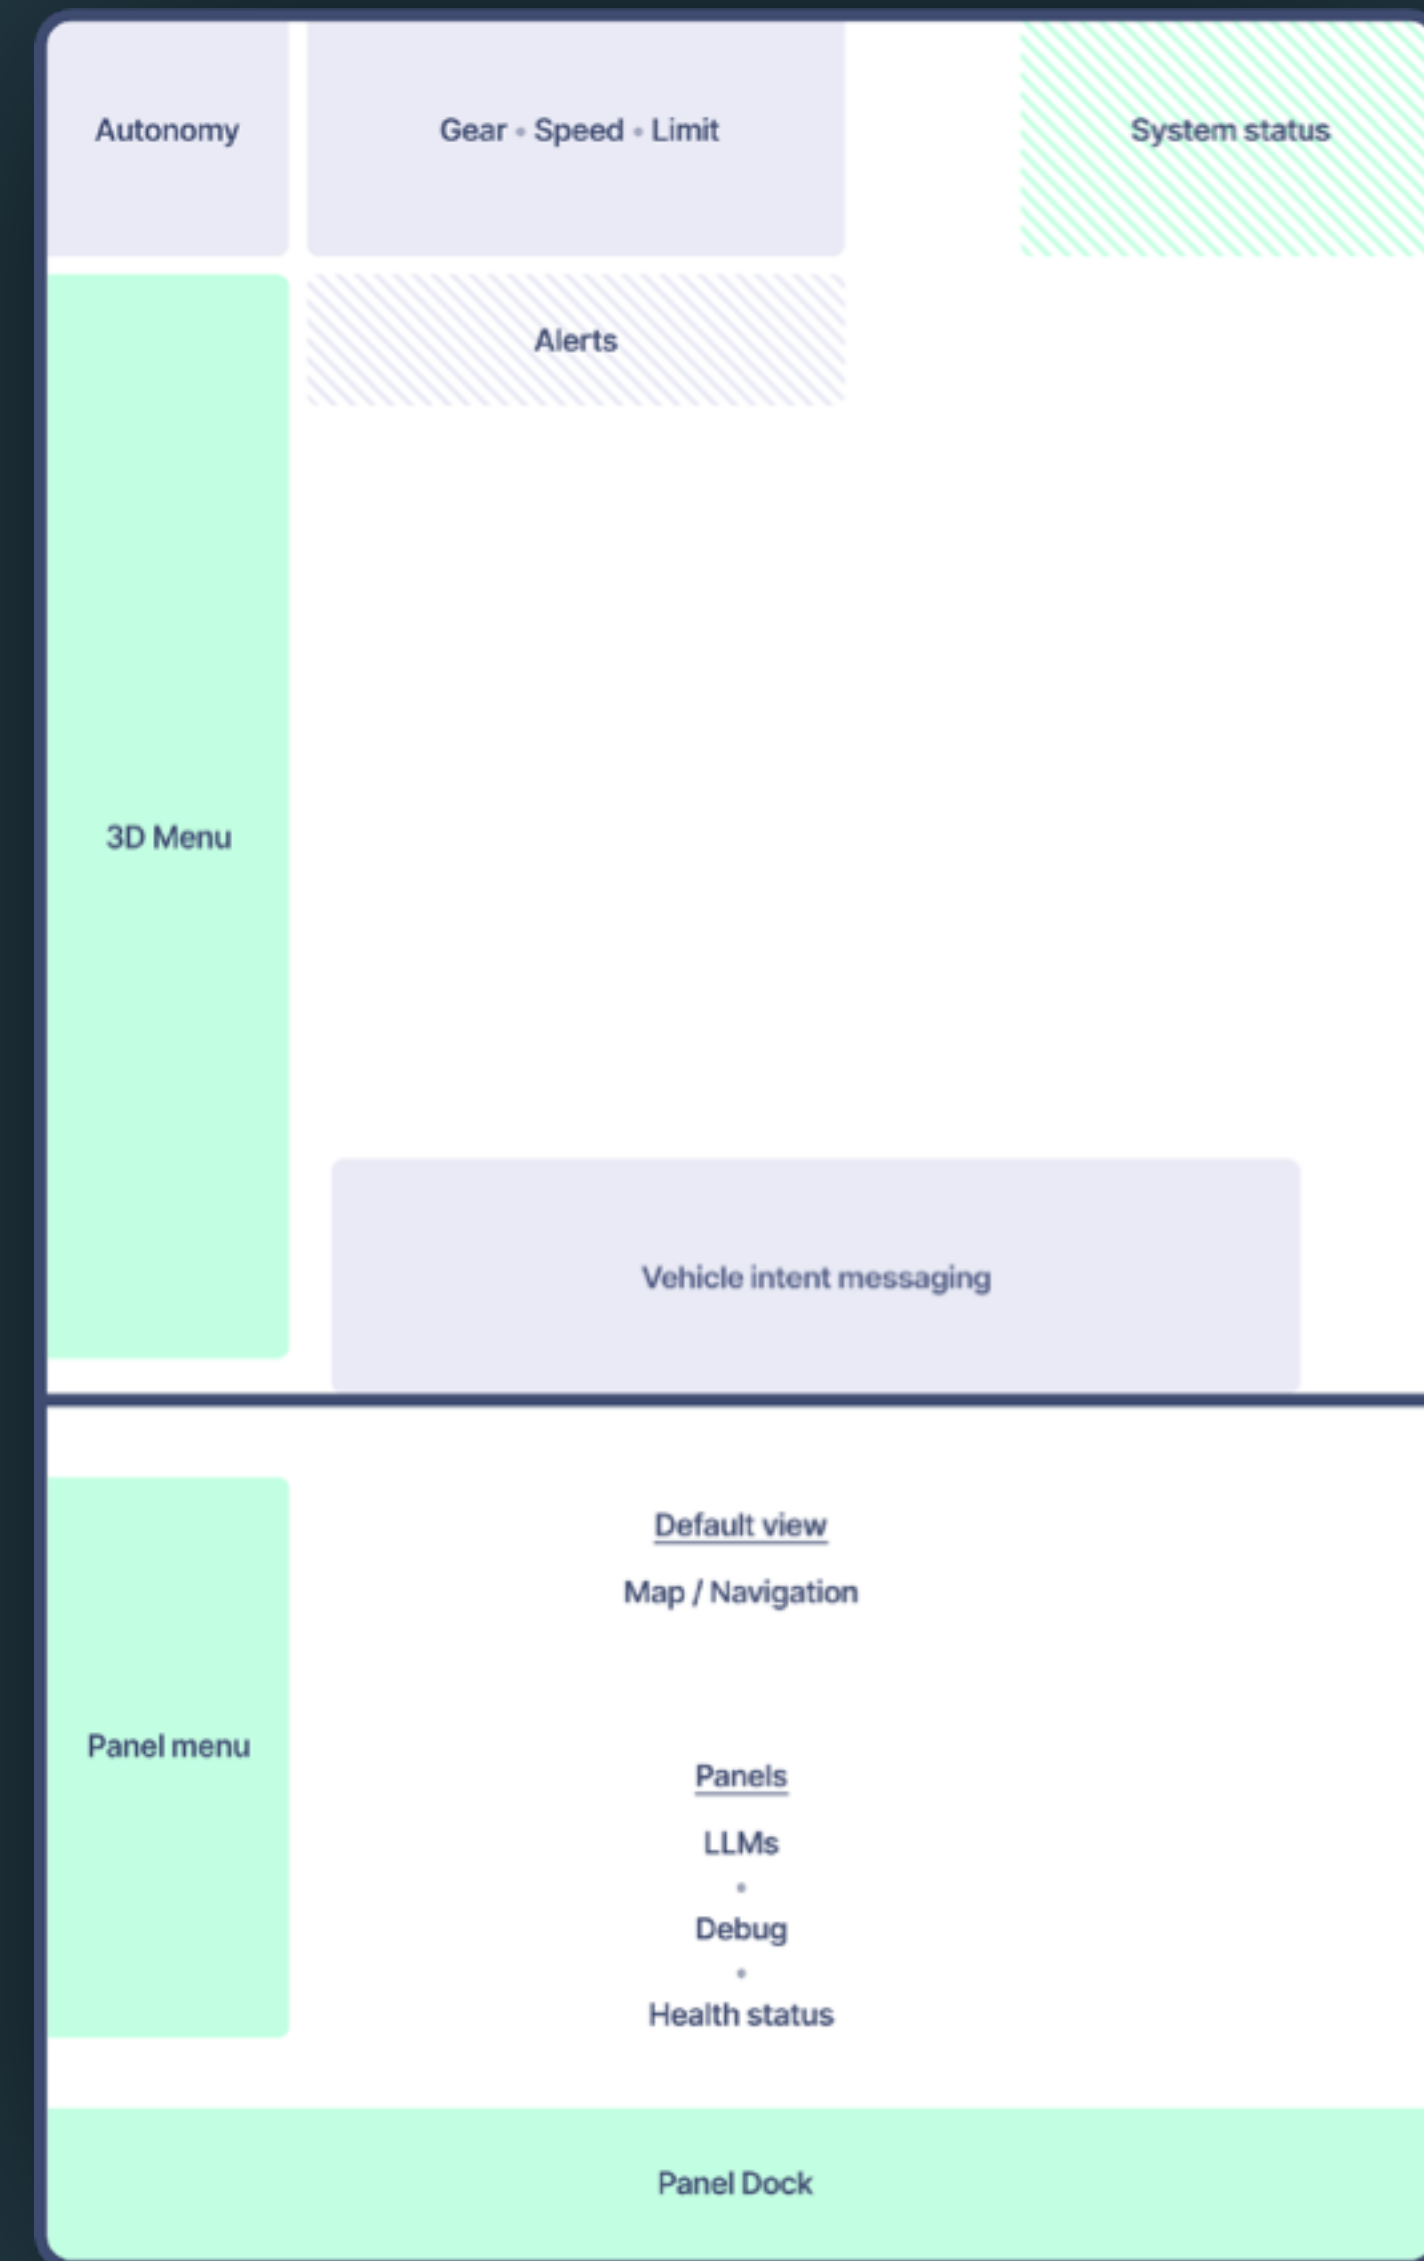 Autonomy
Gear • Speed • Limit
System status
Alerts
3D Menu
Vehicle intent messaging
Default view
Map / Navigation
Panel menu
Panels
LLMs
•
Debug
•
Health status
Panel Dock